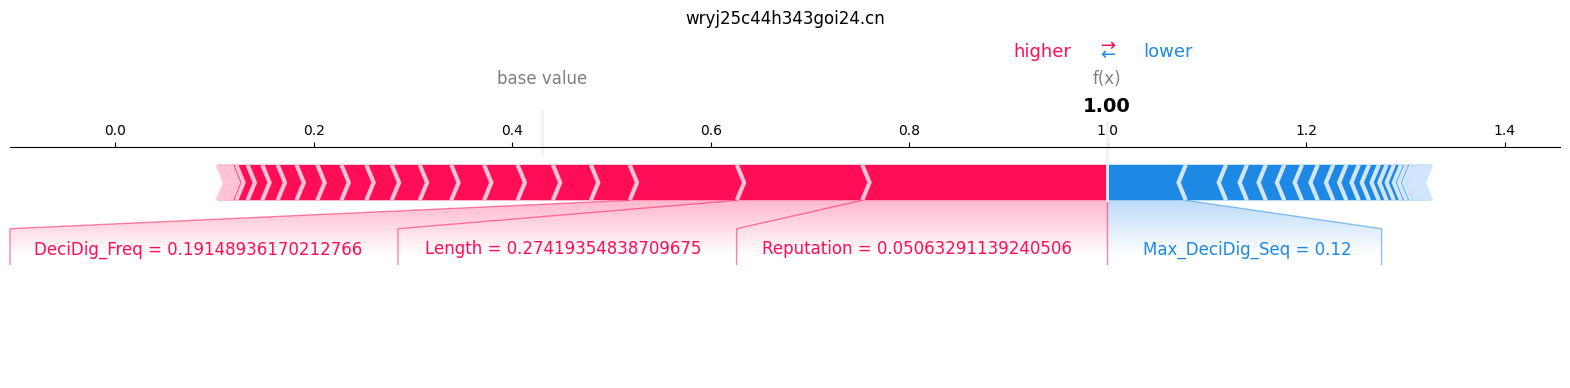 wryj25c44h343goi24.cn
higher → ← lower
base value f(x)
1.00
0.0 0.2 0.4 0.6 0.8 1.0 1.2 1.4
DeciDig_Freq = 0.19148936170212766 Length = 0.27419354838709675 Reputation = 0.05063291139240506 Max_DeciDig_Seq = 0.12